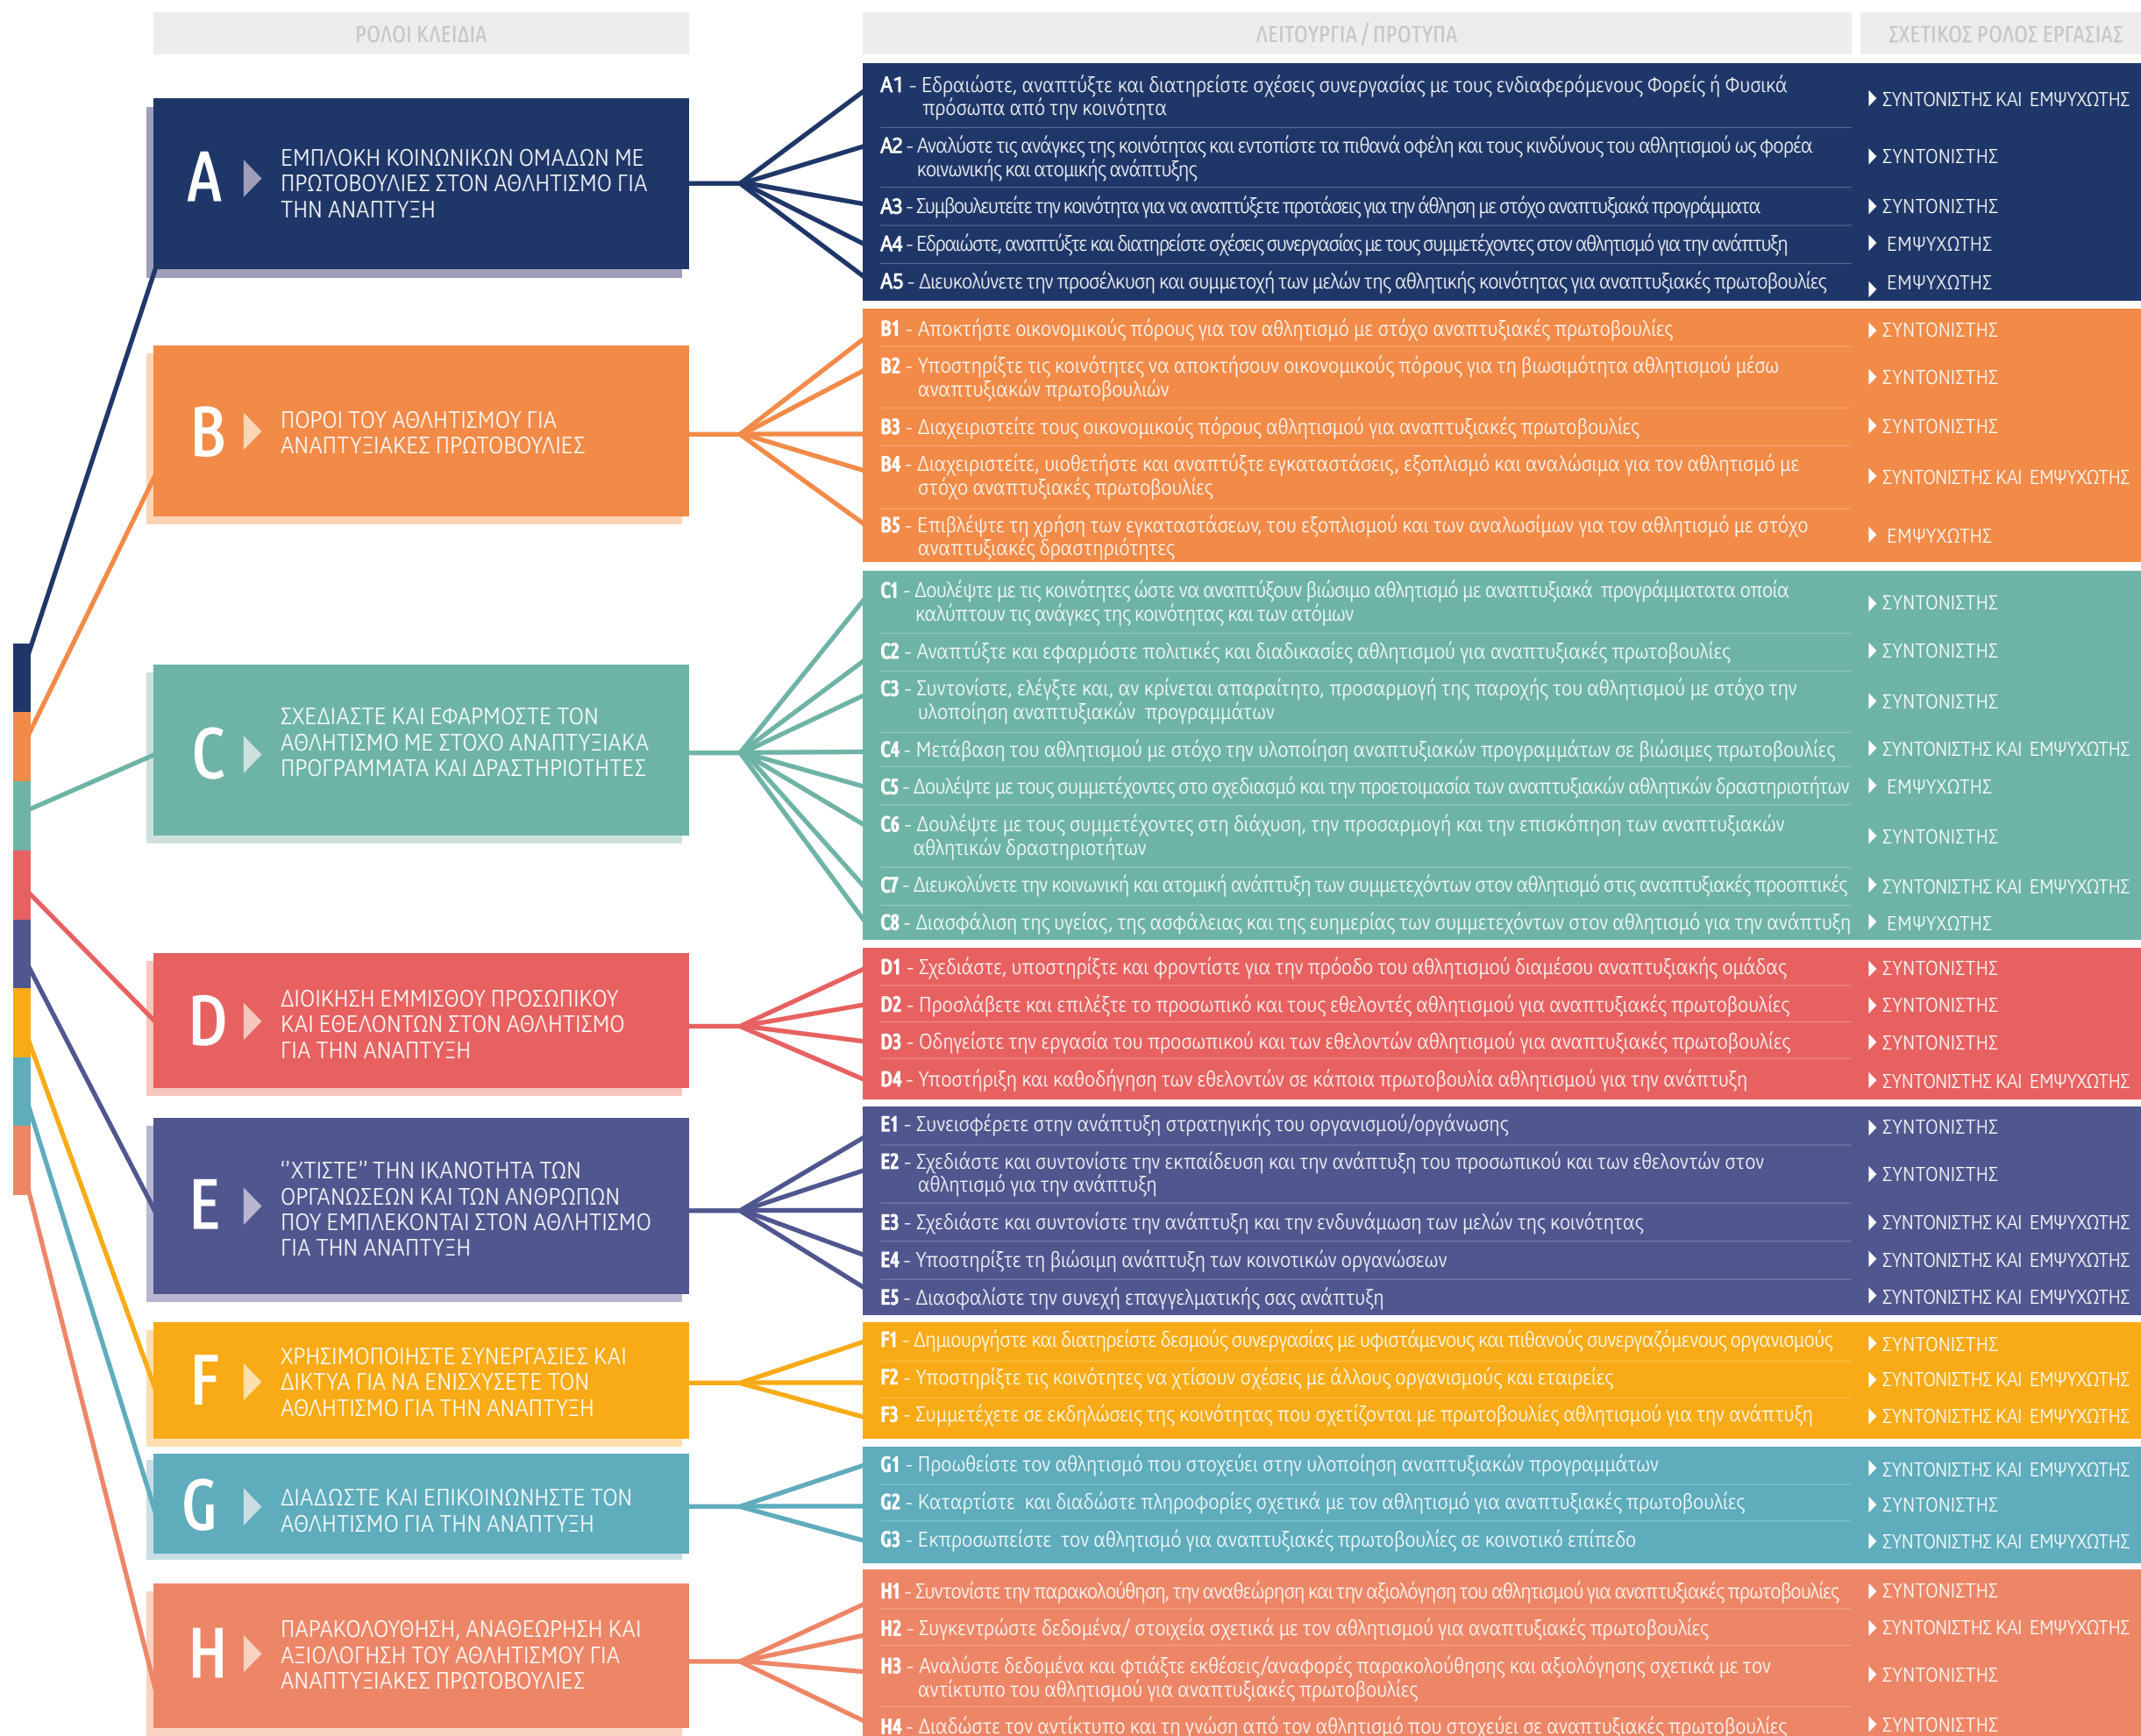 ΡΟΛΟΙ ΚΛΕΙΔΙΑ
ΛΕΙΤΟΥΡΓΙΑ / ΠΡΟΤΥΠΑ
ΣΧΕΤΙΚΟΣ ΡΟΛΟΣ ΕΡΓΑΣΙΑΣ
A
ΕΜΠΛΟΚΗ ΚΟΙΝΩΝΙΚΩΝ ΟΜΑΔΩΝ ΜΕ
ΠΡΩΤΟΒΟΥΛΙΕΣ ΣΤΟΝ ΑΘΛΗΤΙΣΜΟ ΓΙΑ
ΤΗΝ ΑΝΑΠΤΥΞΗ
A1 - Εδραιώστε, αναπτύξτε και διατηρείστε σχέσεις συνεργασίας με τους ενδιαφερόμενους Φορείς ή Φυσικά
πρόσωπα από την κοινότητα
ΣΥΝΤΟΝΙΣΤΗΣ ΚΑΙ ΕΜΨΥΧΩΤΗΣ
A2 - Αναλύστε τις ανάγκες της κοινότητας και εντοπίστε τα πιθανά οφέλη και τους κινδύνους του αθλητισμού ως φορέα
κοινωνικής και ατομικής ανάπτυξης
ΣΥΝΤΟΝΙΣΤΗΣ
A3 - Συμβουλευτείτε την κοινότητα για να αναπτύξετε προτάσεις για την άθληση με στόχο αναπτυξιακά προγράμματα
ΣΥΝΤΟΝΙΣΤΗΣ
A4 - Εδραιώστε, αναπτύξτε και διατηρείστε σχέσεις συνεργασίας με τους συμμετέχοντες στον αθλητισμό για την ανάπτυξη
ΕΜΨΥΧΩΤΗΣ
A5 - Διευκολύνετε την προσέλκυση και συμμετοχή των μελών της αθλητικής κοινότητας για αναπτυξιακές πρωτοβουλίες
ΕΜΨΥΧΩΤΗΣ
B
ΠΟΡΟΙ ΤΟΥ ΑΘΛΗΤΙΣΜΟΥ ΓΙΑ
ΑΝΑΠΤΥΞΙΑΚΕΣ ΠΡΩΤΟΒΟΥΛΙΕΣ
B1 - Αποκτήστε οικονομικούς πόρους για τον αθλητισμό με στόχο αναπτυξιακές πρωτοβουλίες
ΣΥΝΤΟΝΙΣΤΗΣ
B2 - Υποστηρίξτε τις κοινότητες να αποκτήσουν οικονομικούς πόρους για τη βιωσιμότητα αθλητισμού μέσω
αναπτυξιακών πρωτοβουλιών
ΣΥΝΤΟΝΙΣΤΗΣ
B3 - Διαχειριστείτε τους οικονομικούς πόρους αθλητισμού για αναπτυξιακές πρωτοβουλίες
ΣΥΝΤΟΝΙΣΤΗΣ
B4 - Διαχειριστείτε, υιοθετήστε και αναπτύξτε εγκαταστάσεις, εξοπλισμό και αναλώσιμα για τον αθλητισμό με
στόχο αναπτυξιακές πρωτοβουλίες
ΣΥΝΤΟΝΙΣΤΗΣ ΚΑΙ ΕΜΨΥΧΩΤΗΣ
B5 - Επιβλέψτε τη χρήση των εγκαταστάσεων, του εξοπλισμού και των αναλωσίμων για τον αθλητισμό με στόχο
αναπτυξιακές δραστηριότητες
ΕΜΨΥΧΩΤΗΣ
C
ΣΧΕΔΙΑΣΤΕ ΚΑΙ ΕΦΑΡΜΟΣΤΕ ΤΟΝ
ΑΘΛΗΤΙΣΜΟ ΜΕ ΣΤΟΧΟ ΑΝΑΠΤΥΞΙΑΚΑ
ΠΡΟΓΡΑΜΜΑΤΑ ΚΑΙ ΔΡΑΣΤΗΡΙΟΤΗΤΕΣ
C1 - Δουλέψτε με τις κοινότητες ώστε να αναπτύξουν βιώσιμο αθλητισμό με αναπτυξιακά προγράμματατα οποία
καλύπτουν τις ανάγκες της κοινότητας και των ατόμων
ΣΥΝΤΟΝΙΣΤΗΣ
C2 - Αναπτύξτε και εφαρμόστε πολιτικές και διαδικασίες αθλητισμού για αναπτυξιακές πρωτοβουλίες
ΣΥΝΤΟΝΙΣΤΗΣ
C3 - Συντονίστε, ελέγξτε και, αν κρίνεται απαραίτητο, προσαρμογή της παροχής του αθλητισμού με στόχο την
υλοποίηση αναπτυξιακών προγραμμάτων
ΣΥΝΤΟΝΙΣΤΗΣ
C4 - Μετάβαση του αθλητισμού με στόχο την υλοποίηση αναπτυξιακών προγραμμάτων σε βιώσιμες πρωτοβουλίες
ΣΥΝΤΟΝΙΣΤΗΣ ΚΑΙ ΕΜΨΥΧΩΤΗΣ
C5 - Δουλέψτε με τους συμμετέχοντες στο σχεδιασμό και την προετοιμασία των αναπτυξιακών αθλητικών δραστηριοτήτων
ΕΜΨΥΧΩΤΗΣ
C6 - Δουλέψτε με τους συμμετέχοντες στη διάχυση, την προσαρμογή και την επισκόπηση των αναπτυξιακών
αθλητικών δραστηριοτήτων
ΣΥΝΤΟΝΙΣΤΗΣ
C7 - Διευκολύνετε την κοινωνική και ατομική ανάπτυξη των συμμετεχόντων στον αθλητισμό στις αναπτυξιακές προοπτικές
ΣΥΝΤΟΝΙΣΤΗΣ ΚΑΙ ΕΜΨΥΧΩΤΗΣ
C8 - Διασφάλιση της υγείας, της ασφάλειας και της ευημερίας των συμμετεχόντων στον αθλητισμό για την ανάπτυξη
ΕΜΨΥΧΩΤΗΣ
D
ΔΙΟΙΚΗΣΗ ΕΜΜΙΣΘΟΥ ΠΡΟΣΩΠΙΚΟΥ
ΚΑΙ ΕΘΕΛΟΝΤΩΝ ΣΤΟΝ ΑΘΛΗΤΙΣΜΟ
ΓΙΑ ΤΗΝ ΑΝΑΠΤΥΞΗ
D1 - Σχεδιάστε, υποστηρίξτε και φροντίστε για την πρόοδο του αθλητισμού διαμέσου αναπτυξιακής ομάδας
ΣΥΝΤΟΝΙΣΤΗΣ
D2 - Προσλάβετε και επιλέξτε το προσωπικό και τους εθελοντές αθλητισμού για αναπτυξιακές πρωτοβουλίες
ΣΥΝΤΟΝΙΣΤΗΣ
D3 - Οδηγείστε την εργασία του προσωπικού και των εθελοντών αθλητισμού για αναπτυξιακές πρωτοβουλίες
ΣΥΝΤΟΝΙΣΤΗΣ
D4 - Υποστήριξη και καθοδήγηση των εθελοντών σε κάποια πρωτοβουλία αθλητισμού για την ανάπτυξη
ΣΥΝΤΟΝΙΣΤΗΣ ΚΑΙ ΕΜΨΥΧΩΤΗΣ
E
‘’ΧΤΙΣΤΕ’’ ΤΗΝ ΙΚΑΝΟΤΗΤΑ ΤΩΝ
ΟΡΓΑΝΩΣΕΩΝ ΚΑΙ ΤΩΝ ΑΝΘΡΩΠΩΝ
ΠΟΥ ΕΜΠΛΕΚΟΝΤΑΙ ΣΤΟΝ ΑΘΛΗΤΙΣΜΟ
ΓΙΑ ΤΗΝ ΑΝΑΠΤΥΞΗ
E1 - Συνεισφέρετε στην ανάπτυξη στρατηγικής του οργανισμού/οργάνωσης
ΣΥΝΤΟΝΙΣΤΗΣ
E2 - Σχεδιάστε και συντονίστε την εκπαίδευση και την ανάπτυξη του προσωπικού και των εθελοντών στον
αθλητισμό για την ανάπτυξη
ΣΥΝΤΟΝΙΣΤΗΣ
E3 - Σχεδιάστε και συντονίστε την ανάπτυξη και την ενδυνάμωση των μελών της κοινότητας
ΣΥΝΤΟΝΙΣΤΗΣ ΚΑΙ ΕΜΨΥΧΩΤΗΣ
E4 - Υποστηρίξτε τη βιώσιμη ανάπτυξη των κοινοτικών οργανώσεων
ΣΥΝΤΟΝΙΣΤΗΣ ΚΑΙ ΕΜΨΥΧΩΤΗΣ
E5 - Διασφαλίστε την συνεχή επαγγελματικής σας ανάπτυξη
ΣΥΝΤΟΝΙΣΤΗΣ ΚΑΙ ΕΜΨΥΧΩΤΗΣ
F
ΧΡΗΣΙΜΟΠΟΙΗΣΤΕ ΣΥΝΕΡΓΑΣΙΕΣ ΚΑΙ
ΔΙΚΤΥΑ ΓΙΑ ΝΑ ΕΝΙΣΧΥΣΕΤΕ ΤΟΝ
ΑΘΛΗΤΙΣΜΟ ΓΙΑ ΤΗΝ ΑΝΑΠΤΥΞΗ
F1 - Δημιουργήστε και διατηρείστε δεσμούς συνεργασίας με υφιστάμενους και πιθανούς συνεργαζόμενους οργανισμούς
ΣΥΝΤΟΝΙΣΤΗΣ
F2 - Υποστηρίξτε τις κοινότητες να χτίσουν σχέσεις με άλλους οργανισμούς και εταιρείες
ΣΥΝΤΟΝΙΣΤΗΣ ΚΑΙ ΕΜΨΥΧΩΤΗΣ
F3 - Συμμετέχετε σε εκδηλώσεις της κοινότητας που σχετίζονται με πρωτοβουλίες αθλητισμού για την ανάπτυξη
ΣΥΝΤΟΝΙΣΤΗΣ ΚΑΙ ΕΜΨΥΧΩΤΗΣ
G
ΔΙΑΔΩΣΤΕ ΚΑΙ ΕΠΙΚΟΙΝΩΝΗΣΤΕ ΤΟΝ
ΑΘΛΗΤΙΣΜΟ ΓΙΑ ΤΗΝ ΑΝΑΠΤΥΞΗ
G1 - Προωθείστε τον αθλητισμό που στοχεύει στην υλοποίηση αναπτυξιακών προγραμμάτων
ΣΥΝΤΟΝΙΣΤΗΣ ΚΑΙ ΕΜΨΥΧΩΤΗΣ
G2 - Καταρτίστε και διαδώστε πληροφορίες σχετικά με τον αθλητισμό για αναπτυξιακές πρωτοβουλίες
ΣΥΝΤΟΝΙΣΤΗΣ
G3 - Εκπροσωπείστε τον αθλητισμό για αναπτυξιακές πρωτοβουλίες σε κοινοτικό επίπεδο
ΣΥΝΤΟΝΙΣΤΗΣ ΚΑΙ ΕΜΨΥΧΩΤΗΣ
H
ΠΑΡΑΚΟΛΟΥΘΗΣΗ, ΑΝΑΘΕΩΡΗΣΗ ΚΑΙ
ΑΞΙΟΛΟΓΗΣΗ ΤΟΥ ΑΘΛΗΤΙΣΜΟΥ ΓΙΑ
ΑΝΑΠΤΥΞΙΑΚΕΣ ΠΡΩΤΟΒΟΥΛΙΕΣ
H1 - Συντονίστε την παρακολούθηση, την αναθεώρηση και την αξιολόγηση του αθλητισμού για αναπτυξιακές πρωτοβουλίες
ΣΥΝΤΟΝΙΣΤΗΣ
H2 - Συγκεντρώστε δεδομένα/ στοιχεία σχετικά με τον αθλητισμό για αναπτυξιακές πρωτοβουλίες
ΣΥΝΤΟΝΙΣΤΗΣ ΚΑΙ ΕΜΨΥΧΩΤΗΣ
H3 - Αναλύστε δεδομένα και φτιάξτε εκθέσεις/αναφορές παρακολούθησης και αξιολόγησης σχετικά με τον
αντίκτυπο του αθλητισμού για αναπτυξιακές πρωτοβουλίες
ΣΥΝΤΟΝΙΣΤΗΣ
H4 - Διαδώστε τον αντίκτυπο και τη γνώση από τον αθλητισμό που στοχεύει σε αναπτυξιακές πρωτοβουλίες
ΣΥΝΤΟΝΙΣΤΗΣ